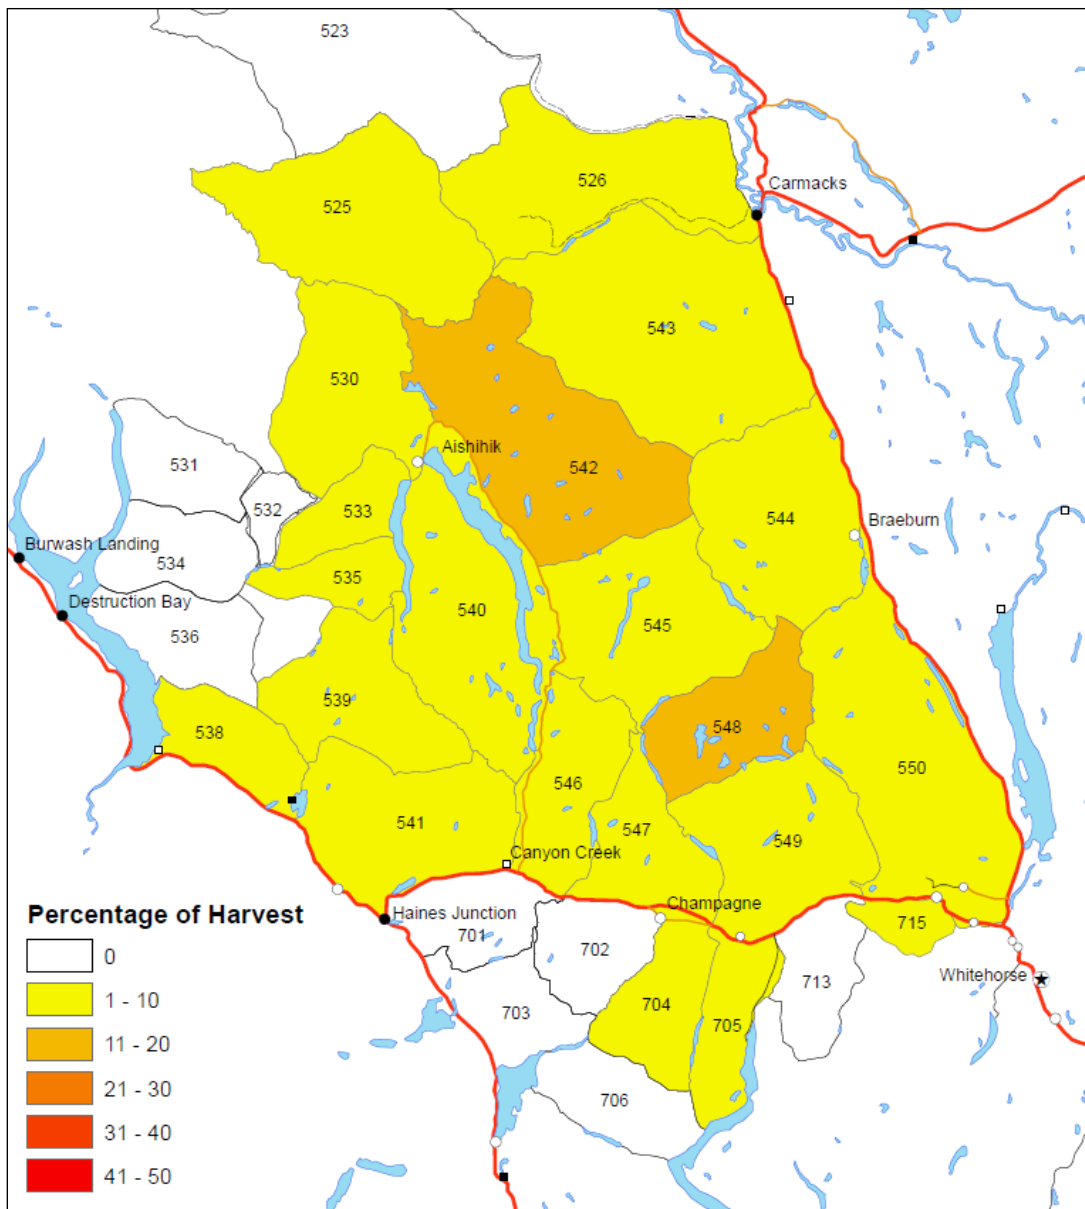 523
Carmacks
526
525
543
530
Aishihik
542
531
532
533
544
Braeburn
Burwash Landing
534
535
Destruction Bay
540
545
536
539
538
548
550
546
541
547
549
Canyon Creek
Percentage of Harvest
0
1 - 10
11 - 20
21 - 30
31 - 40
41 - 50
Haines Junction
701
Champagne
702
715
Whitehorse
713
704
703
705
706